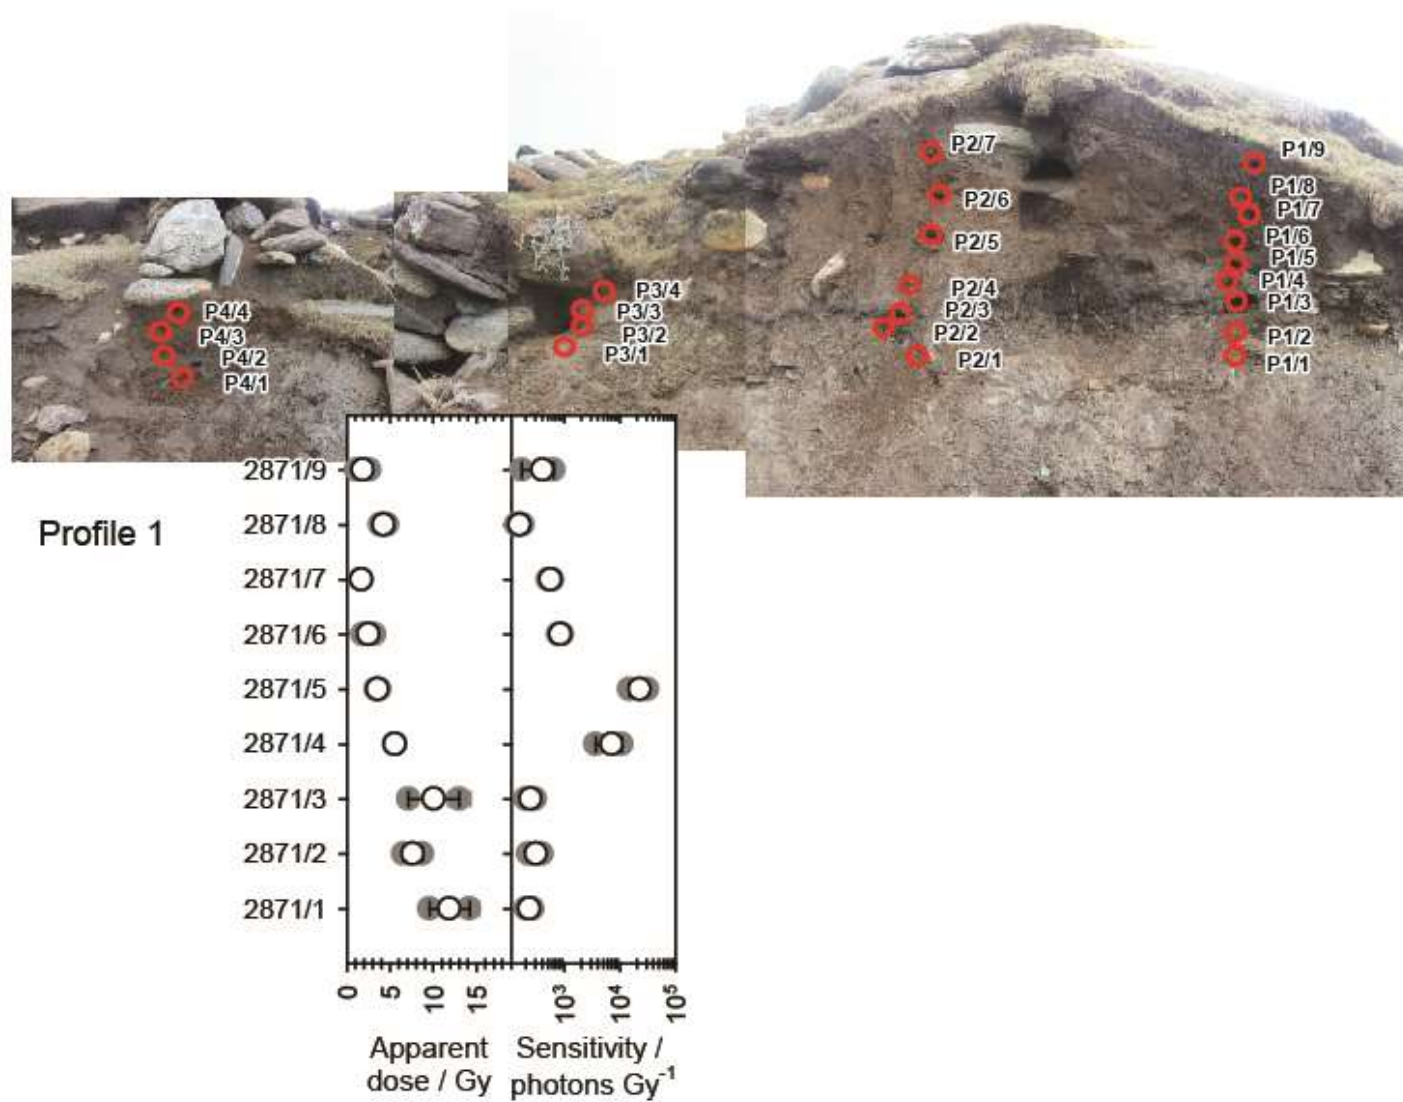 P2/7
P1/9
P2/6
P1/8
P1/7
P2/5
P1/6
P1/5
P3/4
P2/4
P1/4
P4/4
P3/3
P2/3
P1/3
P4/3
P3/2
P2/2
P1/2
P4/2
P3/1
P2/1
P1/1
P4/1
Profile 1
2871/9
2871/8
2871/7
2871/6
2871/5
2871/4
2871/3
2871/2
2871/1
0 5 10 15 10³ 10⁴ 10⁵
Apparent dose / Gy
Sensitivity / photons Gy⁻¹